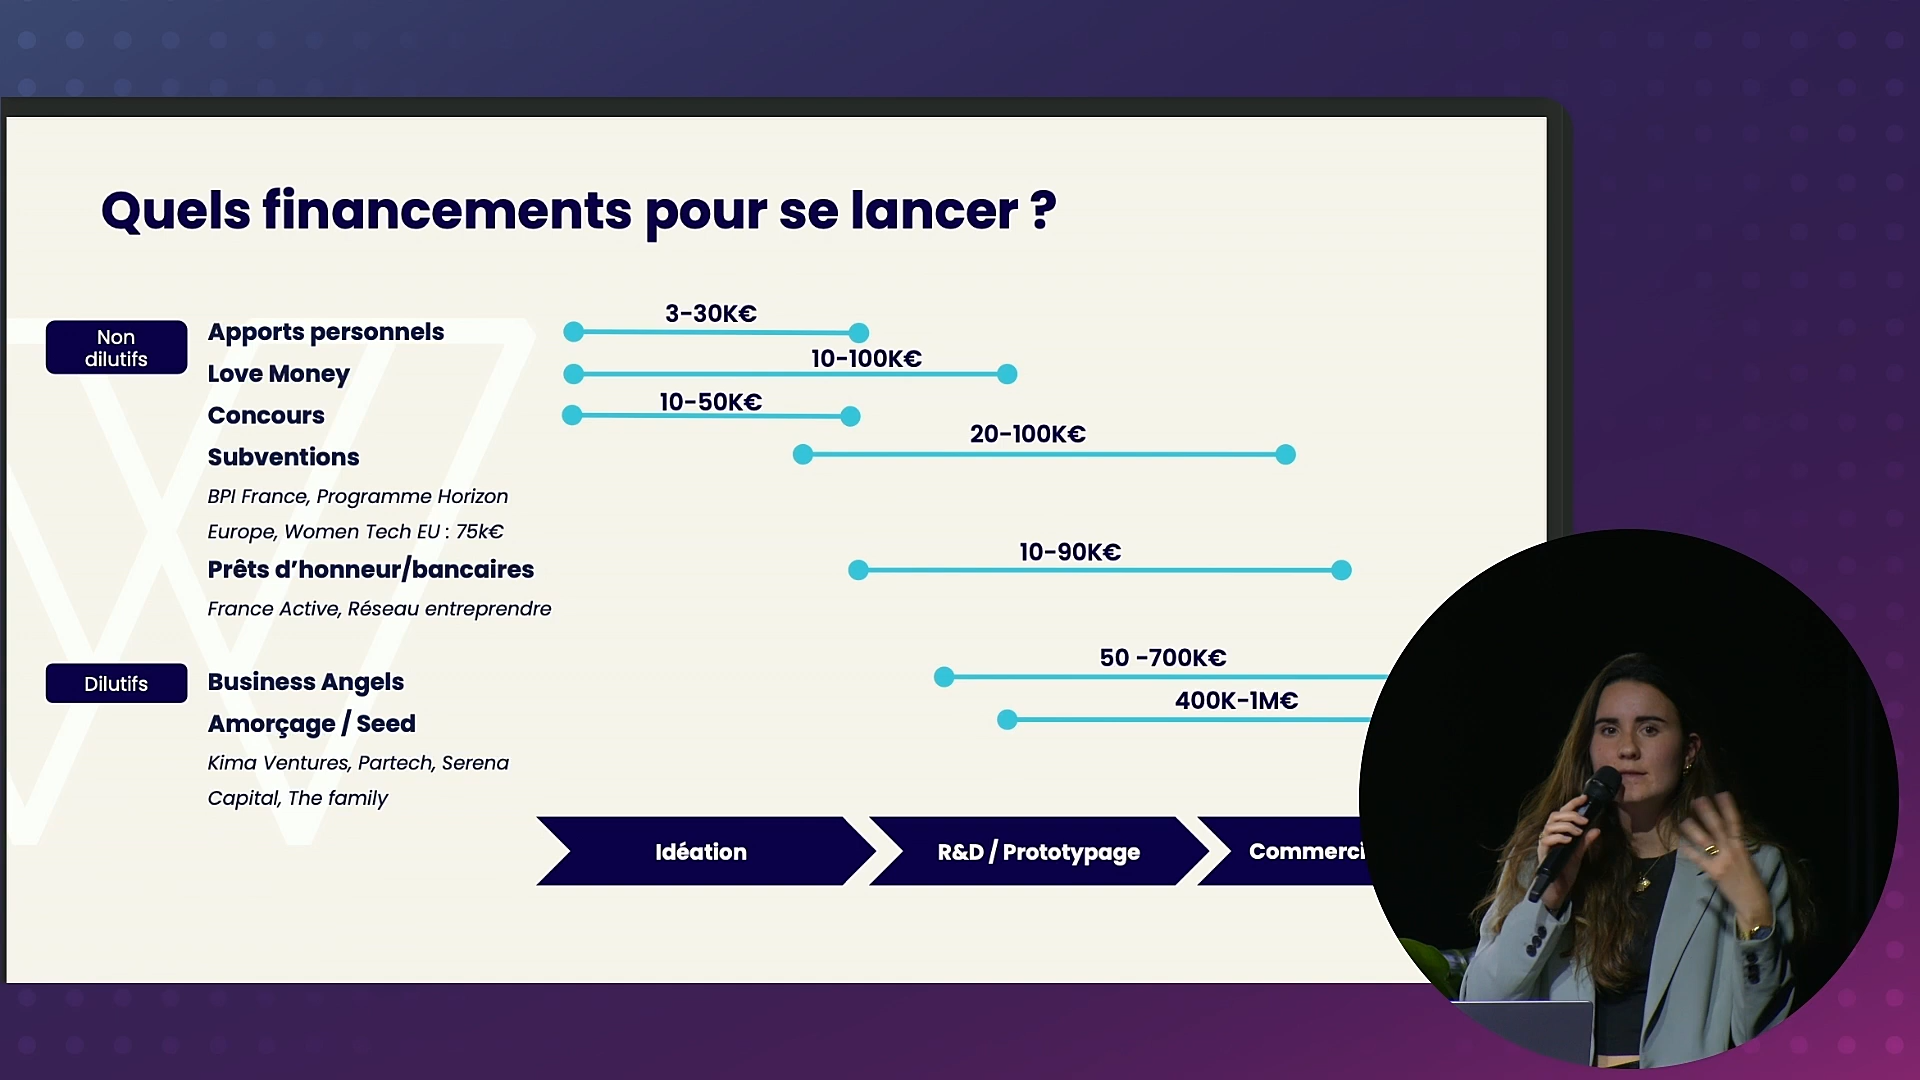 Quels financements pour se lancer ?
Non
dilutifs
Apports personnels
3-30K€
Love Money
10-100K€
Concours
10-50K€
Subventions
20-100K€
BPI France, Programme Horizon
Europe, Women Tech EU : 75k€
Prêts d’honneur/bancaires
10-90K€
France Active, Réseau entreprendre
Dilutifs
Business Angels
50 -700K€
Amorçage / Seed
400K-1M€
Kima Ventures, Partech, Serena
Capital, The family
Idéation
R&D / Prototypage